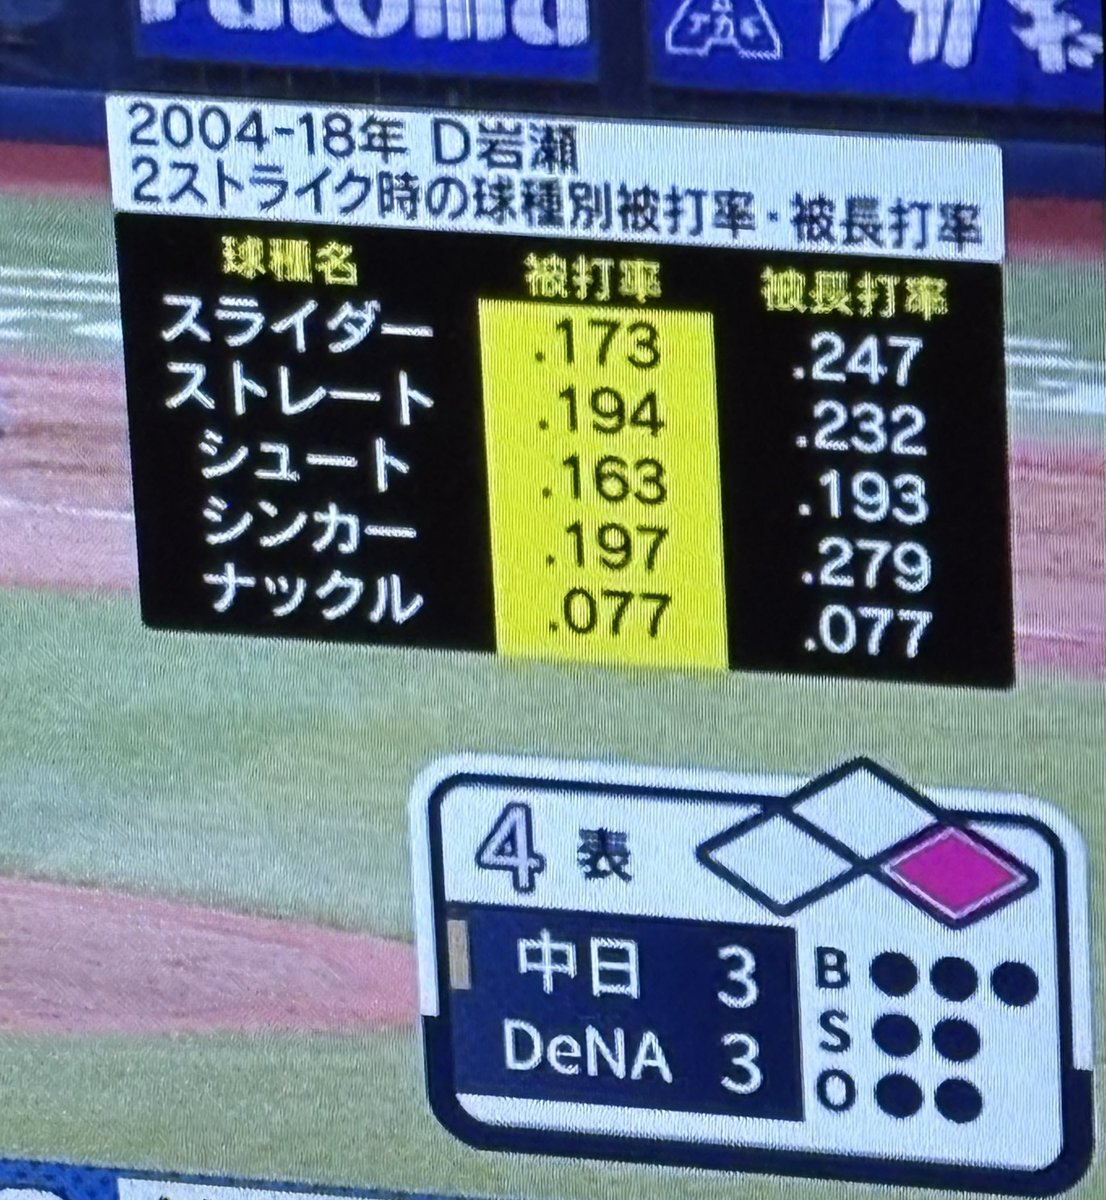 2004-18年 D岩瀬
2ストライク時の球種別被打率・被長打率
球種名 被打率 被長打率
スライダー .173 .247
ストレート .194 .232
シュート .163 .193
シンカー .197 .279
ナックル .077 .077
4 表
中日 3 B
DeNA 3 S
O